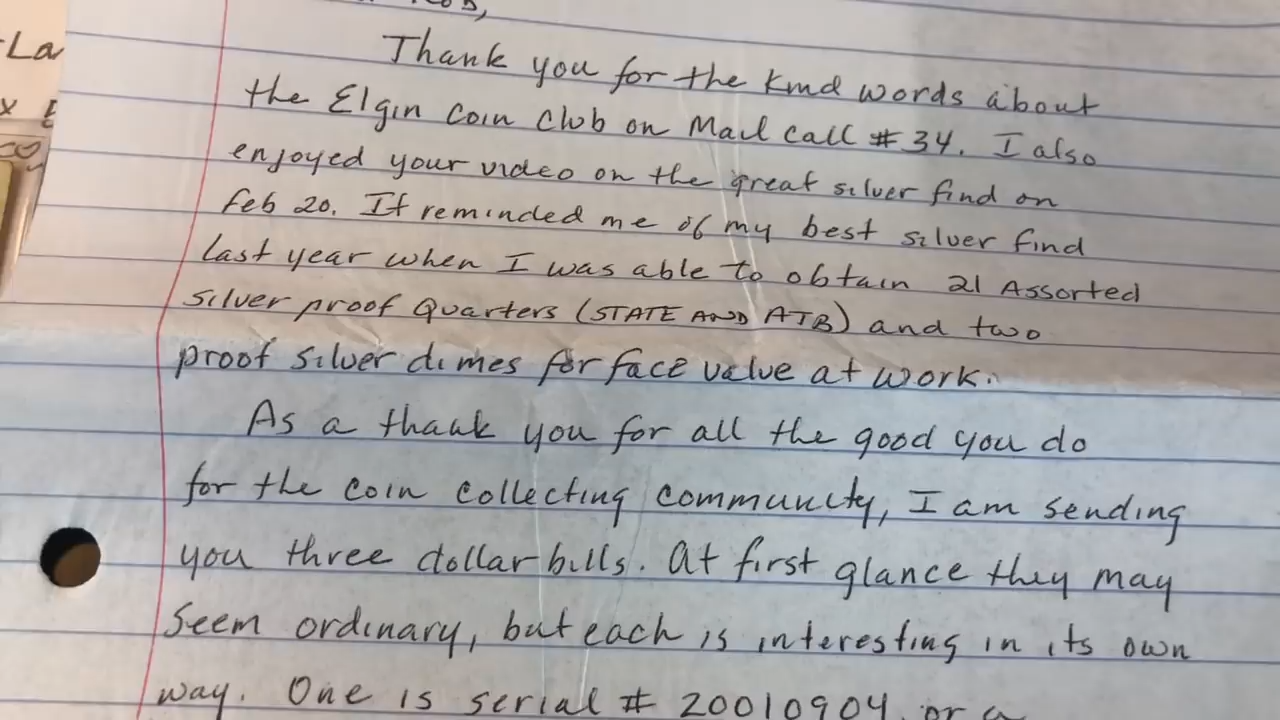 La
Thank you for the kind words about
the Elgin Coin Club on Mail Call # 34. I also
enjoyed your video on the great silver find on
Feb 20. It reminded me of my best silver find
last year when I was able to obtain 21 Assorted
silver proof Quarters (STATE AND ATB) and two
proof silver dimes for face value at work.
As a thank you for all the good you do
for the coin collecting community, I am sending
you three dollar bills. At first glance they may
seem ordinary, but each is interesting in its own
way. One is serial # 20010904, or a